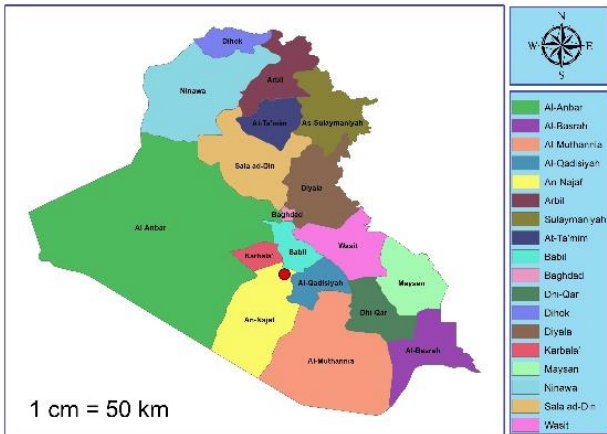 Dihok
Arbil
Ninawa
At-Ta'mim
As-Sulaymaniyah
Sala ad-Din
Diyala
Baghdad
Al Anbar
Wasit
Babil
Karbala'
Maysan
Al-Qadisiyah
An-Najaf
Dhi-Qar
Al-Basrah
Al-Muthannia
1 cm = 50 km
N
W
E
S
Al-Anbar
Al-Basrah
Al Muthannia
Al-Qadisiyah
An-Najaf
Arbil
Sulaymaniyah
At-Ta'mim
Babil
Baghdad
Dhi-Qar
Dihok
Diyala
Karbala'
Maysan
Ninawa
Sala ad-Din
Wasit